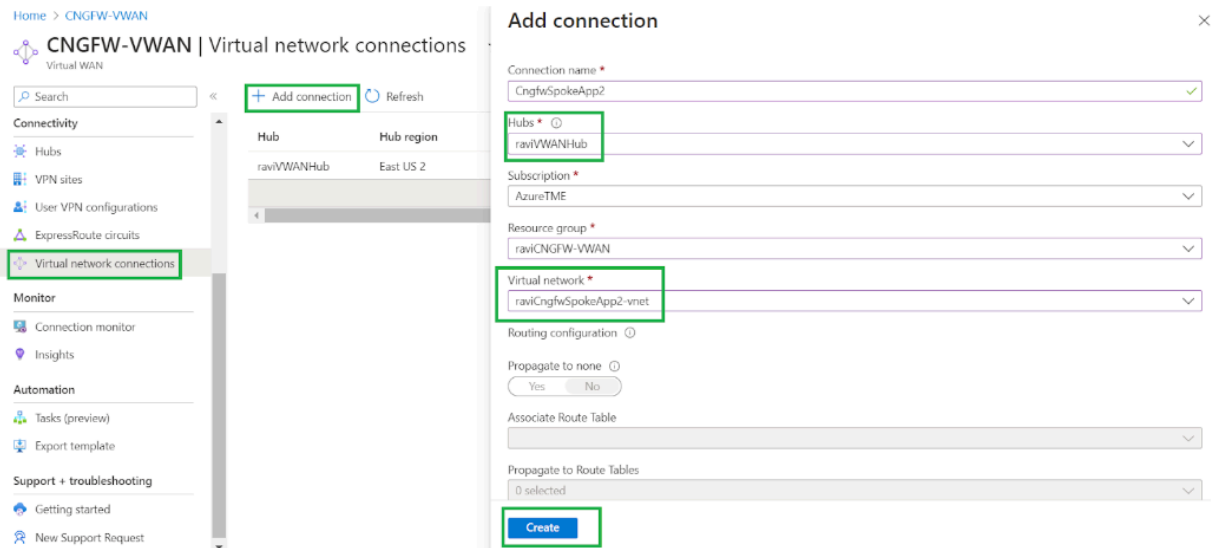 Home > CNGFW-VWAN
CNGFW-VWAN | Virtual network connections
Virtual WAN
Search
«
Connectivity
Hubs
VPN sites
User VPN configurations
ExpressRoute circuits
Virtual network connections
Monitor
Connection monitor
Insights
Automation
Tasks (preview)
Export template
Support + troubleshooting
Getting started
New Support Request
+ Add connection Refresh
Hub Hub region
raviVWANHub East US 2
Add connection
Connection name *
CngfwSpokeApp2
Hubs *
raviVWANHub
Subscription *
AzureTME
Resource group *
raviCNGFW-VWAN
Virtual network *
raviCngfwSpokeApp2-vnet
Routing configuration
Propagate to none
Yes No
Associate Route Table
Propagate to Route Tables
0 selected
Create